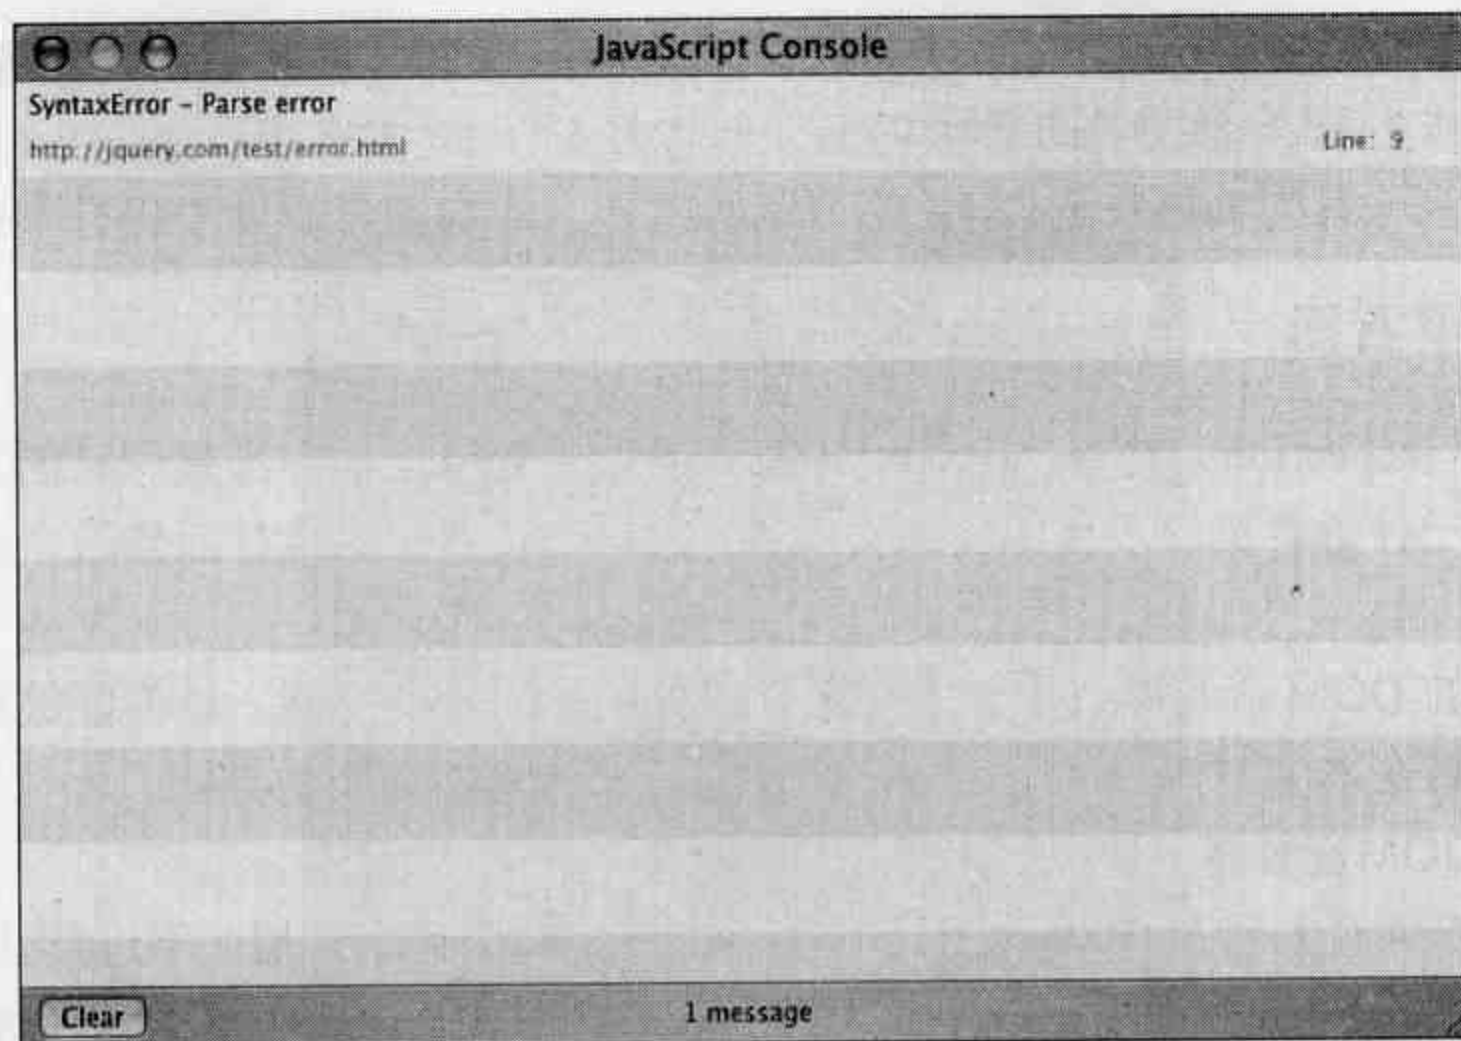 JavaScript Console
SyntaxError – Parse error
http://jquery.com/test/error.html
Line: 9
Clear
1 message